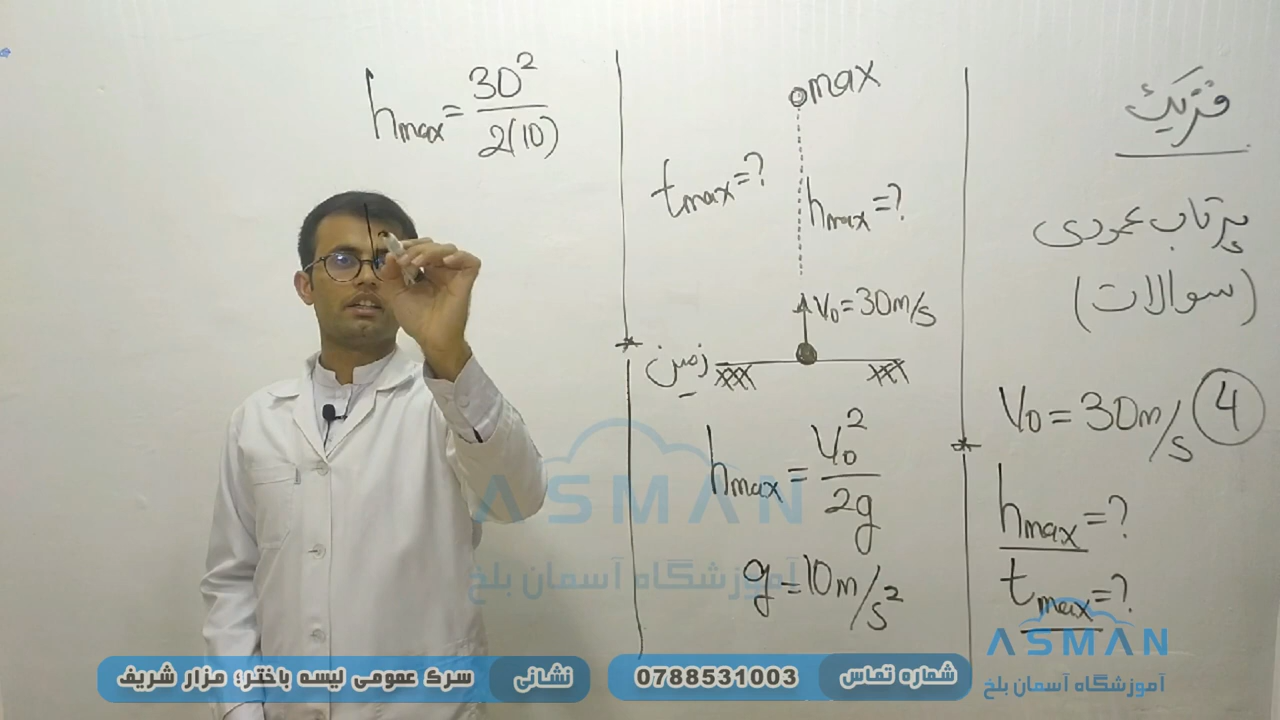 فزیک
پرتاب عمودی
(سوالات)
④ V₀ = 30m/s
hmax = ?
tmax = ?
max
tmax = ?
hmax = ?
V₀ = 30m/s
زمین
hmax = V₀² / 2g
g = 10m/s²
hmax = 30² / 2(10)
ASMAN
آموزشگاه آسمان بلخ
ASMAN
آموزشگاه آسمان بلخ
شماره تماس 0788531003
نشانی سرک عمومی لیسه باختر؛ مزار شریف